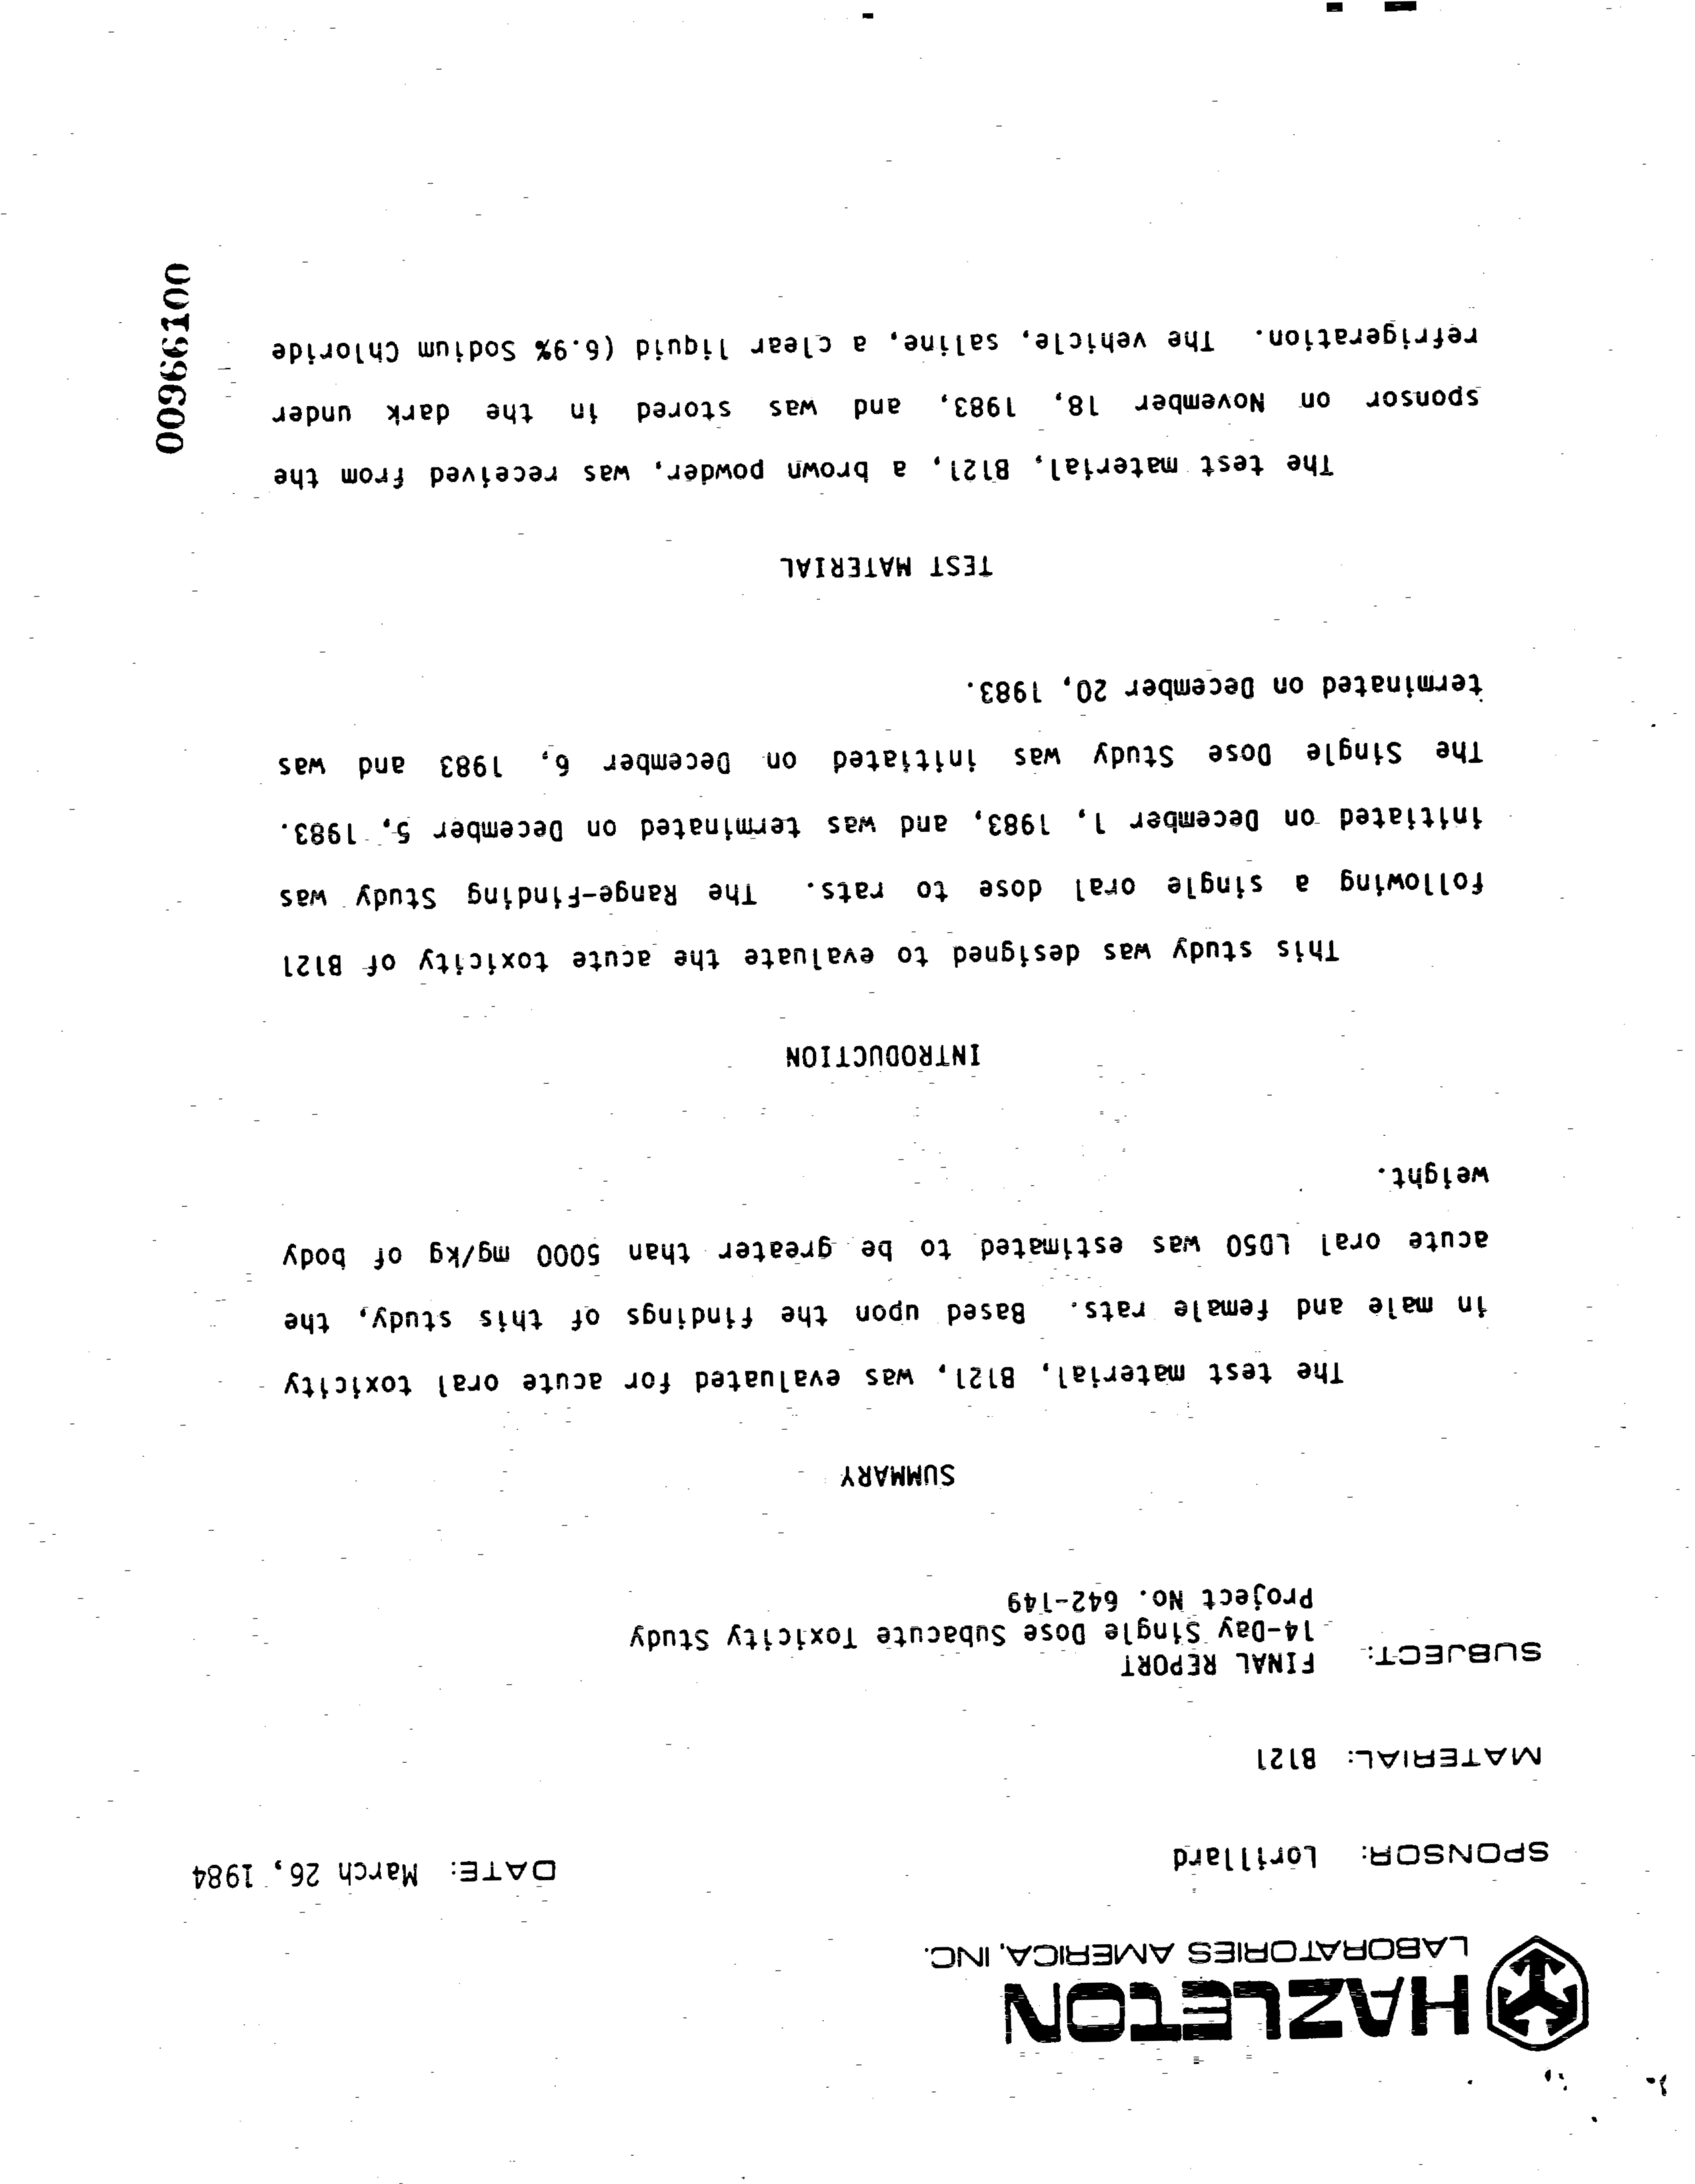 HAZLETON
LABORATORIES AMERICA, INC.
SPONSOR: Lorillard
DATE: March 26, 1984
MATERIAL: B121
SUBJECT: FINAL REPORT
14-Day Single Dose Subacute Toxicity Study
Project No. 642-149
SUMMARY
The test material, B121, was evaluated for acute oral toxicity
in male and female rats. Based upon the findings of this study, the
acute oral LD50 was estimated to be greater than 5000 mg/kg of body
weight.
INTRODUCTION
This study was designed to evaluate the acute toxicity of B121
following a single oral dose to rats. The Range-Finding Study was
initiated on December 1, 1983, and was terminated on December 5, 1983.
The Single Dose Study was initiated on December 6, 1983 and was
terminated on December 20, 1983.
TEST MATERIAL
The test material, B121, a brown powder, was received from the
sponsor on November 18, 1983, and was stored in the dark under
refrigeration. The vehicle, saline, a clear liquid (6.9% Sodium Chloride
00966100